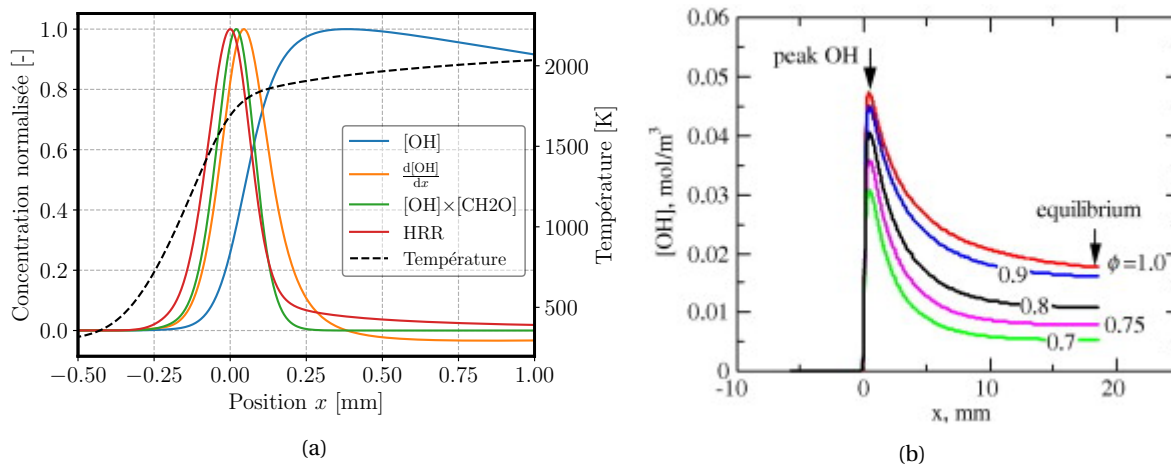 Concentration normalisée [-]
1.0
0.8
0.6
0.4
0.2
0.0
−0.50
−0.25
0.00
0.25
0.50
0.75
1.00
Position x [mm]
2000
1500
1000
500
Température [K]
[OH]
d[OH]
dx
[OH]×[CH2O]
HRR
Température
(a)
[OH], mol/m³
0.06
0.05
0.04
0.03
0.02
0.01
0
-10
0
10
20
x, mm
peak OH
equilibrium
ϕ=1.0
0.9
0.8
0.75
0.7
(b)